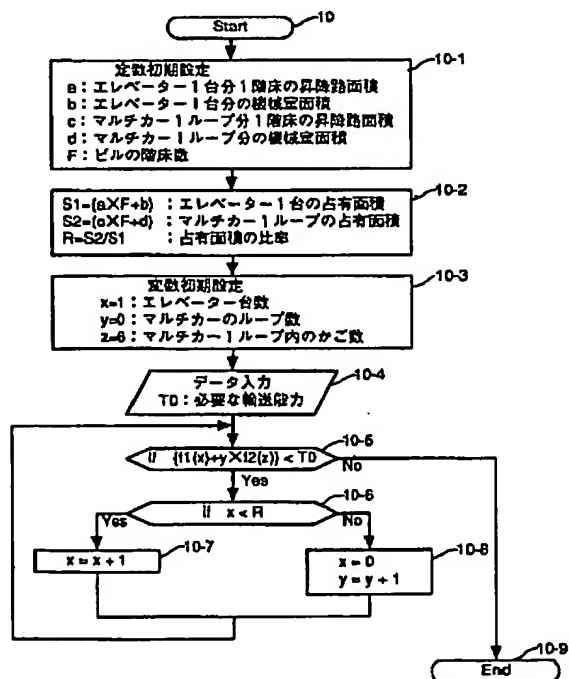 10
Start
10-1
定数初期設定
a：エレベーター1台分1階床の昇降路面積
b：エレベーター1台分の機械室面積
c：マルチカー1ループ分1階床の昇降路面積
d：マルチカー1ループ分の機械室面積
F：ビルの階床数
10-2
S1=(a×F+b) ：エレベーター1台の占有面積
S2=(c×F+d) ：マルチカー1ループの占有面積
R=S2/S1 ：占有面積の比率
10-3
変数初期設定
x=1：エレベーター台数
y=0：マルチカーのループ数
z=6：マルチカー1ループ内のかご数
10-4
データ入力
TD：必要な輸送能力
10-5
if {f1(x)+y×f2(z)} < TD
No
Yes
10-6
if x < R
Yes
No
10-7
x = x + 1
10-8
x = 0
y = y + 1
10-9
End